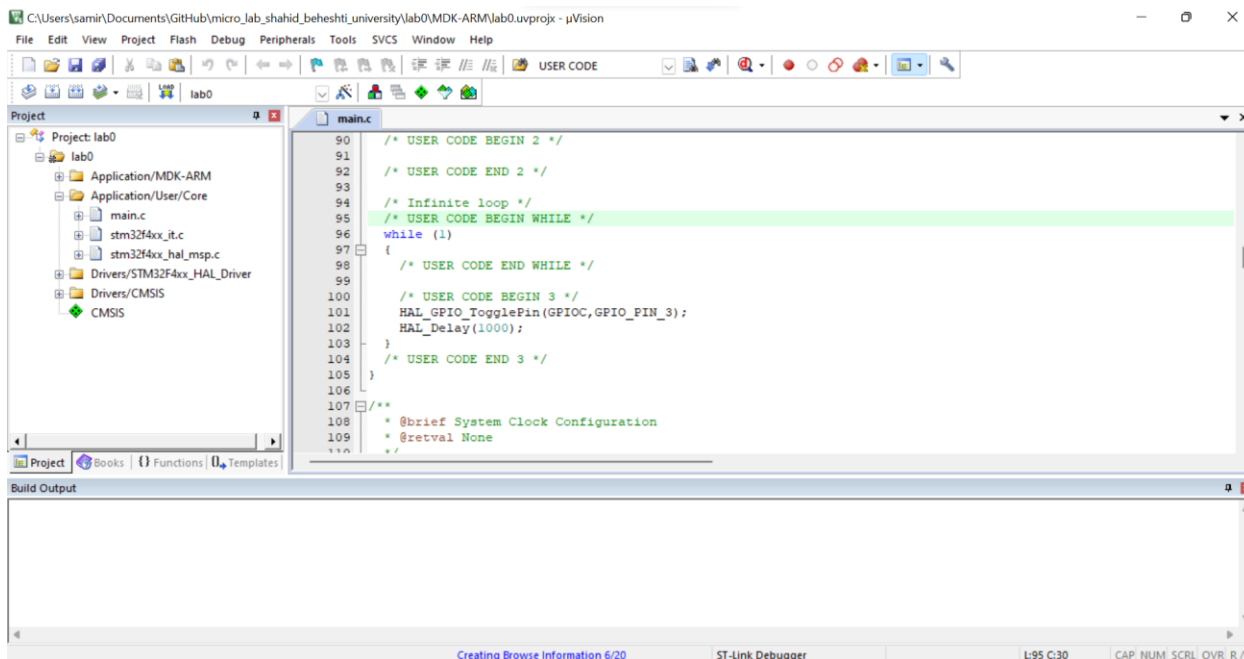 C:\Users\samir\Documents\GitHub\micro_lab_shahid_beheshti_university\lab0\MDK-ARM\lab0.uvprojx - µVision
File Edit View Project Flash Debug Peripherals Tools SVCS Window Help
USER CODE
LOAD lab0
Project
Project: lab0
lab0
Application/MDK-ARM
Application/User/Core
main.c
stm32f4xx_it.c
stm32f4xx_hal_msp.c
Drivers/STM32F4xx_HAL_Driver
Drivers/CMSIS
CMSIS
Project Books {} Functions Templates
main.c
90 /* USER CODE BEGIN 2 */
91
92 /* USER CODE END 2 */
93
94 /* Infinite loop */
95 /* USER CODE BEGIN WHILE */
96 while (1)
97 {
98 /* USER CODE END WHILE */
99
100 /* USER CODE BEGIN 3 */
101 HAL_GPIO_TogglePin(GPIOC,GPIO_PIN_3);
102 HAL_Delay(1000);
103 }
104 /* USER CODE END 3 */
105 }
106
107 /**
108 * @brief System Clock Configuration
109 * @retval None
110 */
Build Output
Creating Browse Information 6/20 ST-Link Debugger L:95 C:30 CAP NUM SCRL OVR R /